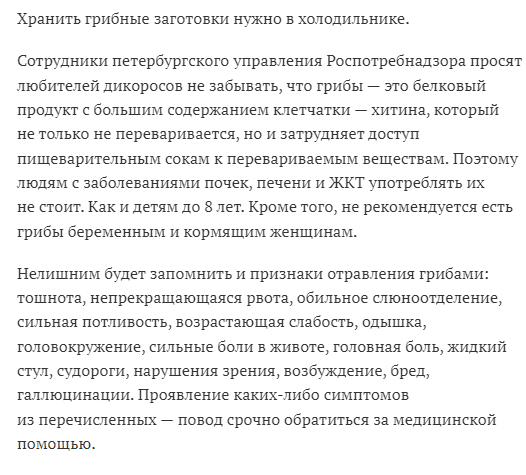 Хранить грибные заготовки нужно в холодильнике.
Сотрудники петербургского управления Роспотребнадзора просят
любителей дикоросов не забывать, что грибы — это белковый
продукт с большим содержанием клетчатки — хитина, который
не только не переваривается, но и затрудняет доступ
пищеварительным сокам к перевариваемым веществам. Поэтому
людям с заболеваниями почек, печени и ЖКТ употреблять их
не стоит. Как и детям до 8 лет. Кроме того, не рекомендуется есть
грибы беременным и кормящим женщинам.
Нелишним будет запомнить и признаки отравления грибами:
тошнота, непрекращающаяся рвота, обильное слюноотделение,
сильная потливость, возрастающая слабость, одышка,
головокружение, сильные боли в животе, головная боль, жидкий
стул, судороги, нарушения зрения, возбуждение, бред,
галлюцинации. Проявление каких-либо симптомов
из перечисленных — повод срочно обратиться за медицинской
помощью.